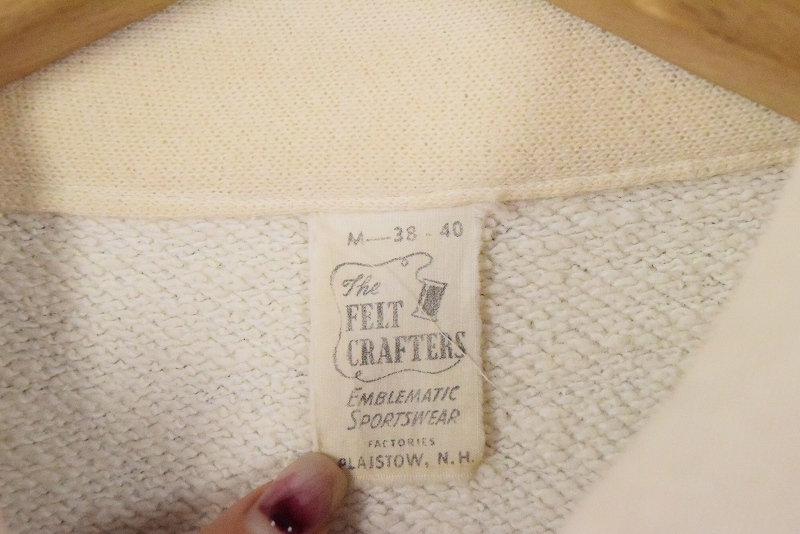 M—38-40
The
FELT
CRAFTERS
EMBLEMATIC
SPORTSWEAR
FACTORIES
PLAISTOW, N.H.